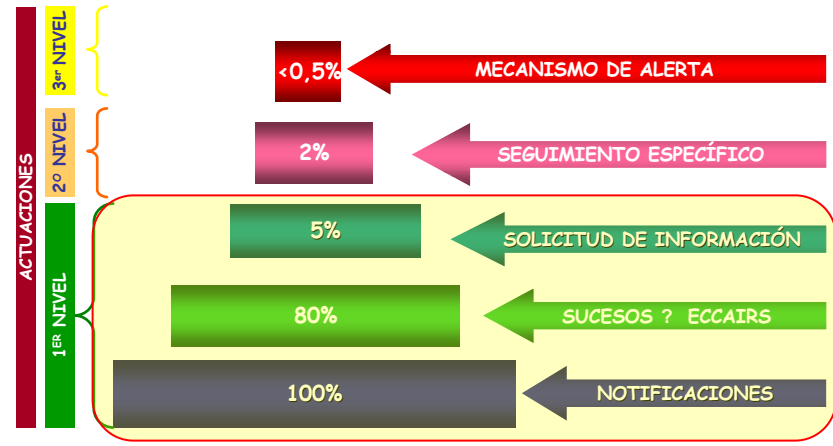 ACTUACIONES
3er NIVEL
<0,5%
MECANISMO DE ALERTA
2º NIVEL
2%
SEGUIMIENTO ESPECÍFICO
1ER NIVEL
5%
SOLICITUD DE INFORMACIÓN
80%
SUCESOS ? ECCAIRS
100%
NOTIFICACIONES